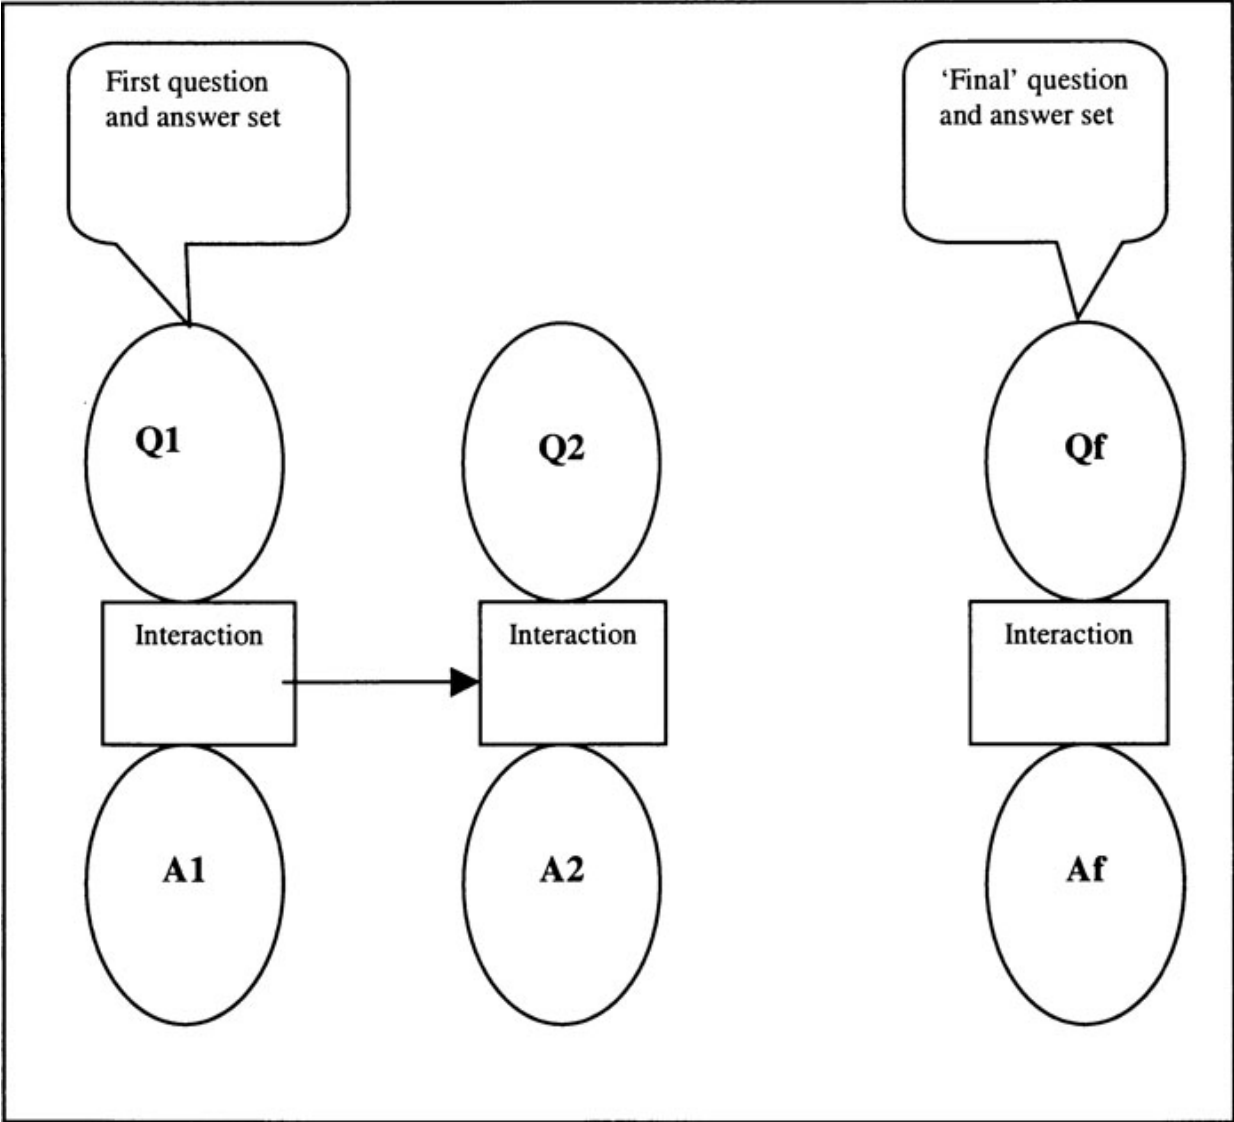 First question
and answer set
‘Final’ question
and answer set
Q1
Q2
Qf
Interaction
Interaction
Interaction
A1
A2
Af